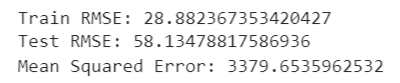 Train RMSE: 28.882367353420427
Test RMSE: 58.13478817586936
Mean Squared Error: 3379.6535962532